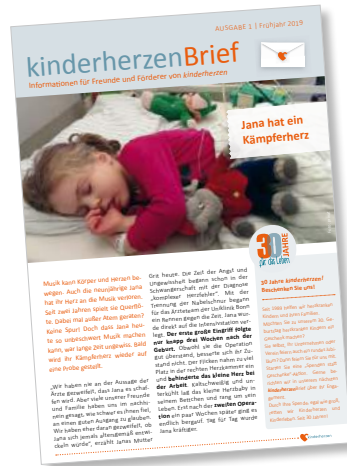 AUSGABE 1 | Frühjahr 2019
kinderherzenBrief
Informationen für Freunde und Förderer von kinderherzen
Jana hat ein
Kämpferherz
Musik kann Körper und Herzen be-
wegen. Auch die neunjährige Jana
hat ihr Herz an die Musik verloren.
Seit zwei Jahren spielt sie Querflö-
te. Dabei mal außer Atem geraten?
Keine Spur! Doch dass Jana heu-
te so unbeschwert Musik machen
kann, war lange Zeit ungewiss. Bald
wird ihr Kämpferherz wieder auf
eine Probe gestellt.
„Wir haben nie an der Aussage der
Ärzte gezweifelt, dass Jana es schaf-
fen wird. Aber viele unserer Freunde
und Familie haben uns im nachhi-
nein gesagt, wie schwer es ihnen fiel,
an einen guten Ausgang zu glauben.
Wir haben eher daran gezweifelt, ob
Jana sich jemals altersgemäß entwi-
ckeln würde“, erzählt Janas Mutter
Grit heute. Die Zeit der Angst und
Ungewissheit begann schon in der
Schwangerschaft mit der Diagnose
„komplexer Herzfehler“. Mit der
Trennung der Nabelschnur begann
für das Ärzteteam der Uniklinik Bonn
ein Rennen gegen die Zeit. Jana wur-
de direkt auf die Intensivstation ver-
legt. Der erste große Eingriff folgte
nur knapp drei Wochen nach der
Geburt. Obwohl sie die Operation
gut überstand, besserte sich ihr Zu-
stand nicht. Der Flicken nahm zu viel
Platz in der rechten Herzkammer ein
und behinderte das kleine Herz bei
der Arbeit. Kaltschweißig und un-
terkühlt lag das kleine Herzbaby in
seinem Bettchen und rang um sein
Leben. Erst nach der zweiten Opera-
tion ein paar Wochen später ging es
endlich bergauf. Tag für Tag wurde
Jana kräftiger.
30 JAHRE
für das Leben
30 Jahre kinderherzen!
Beschenken Sie uns!
kinderherzen